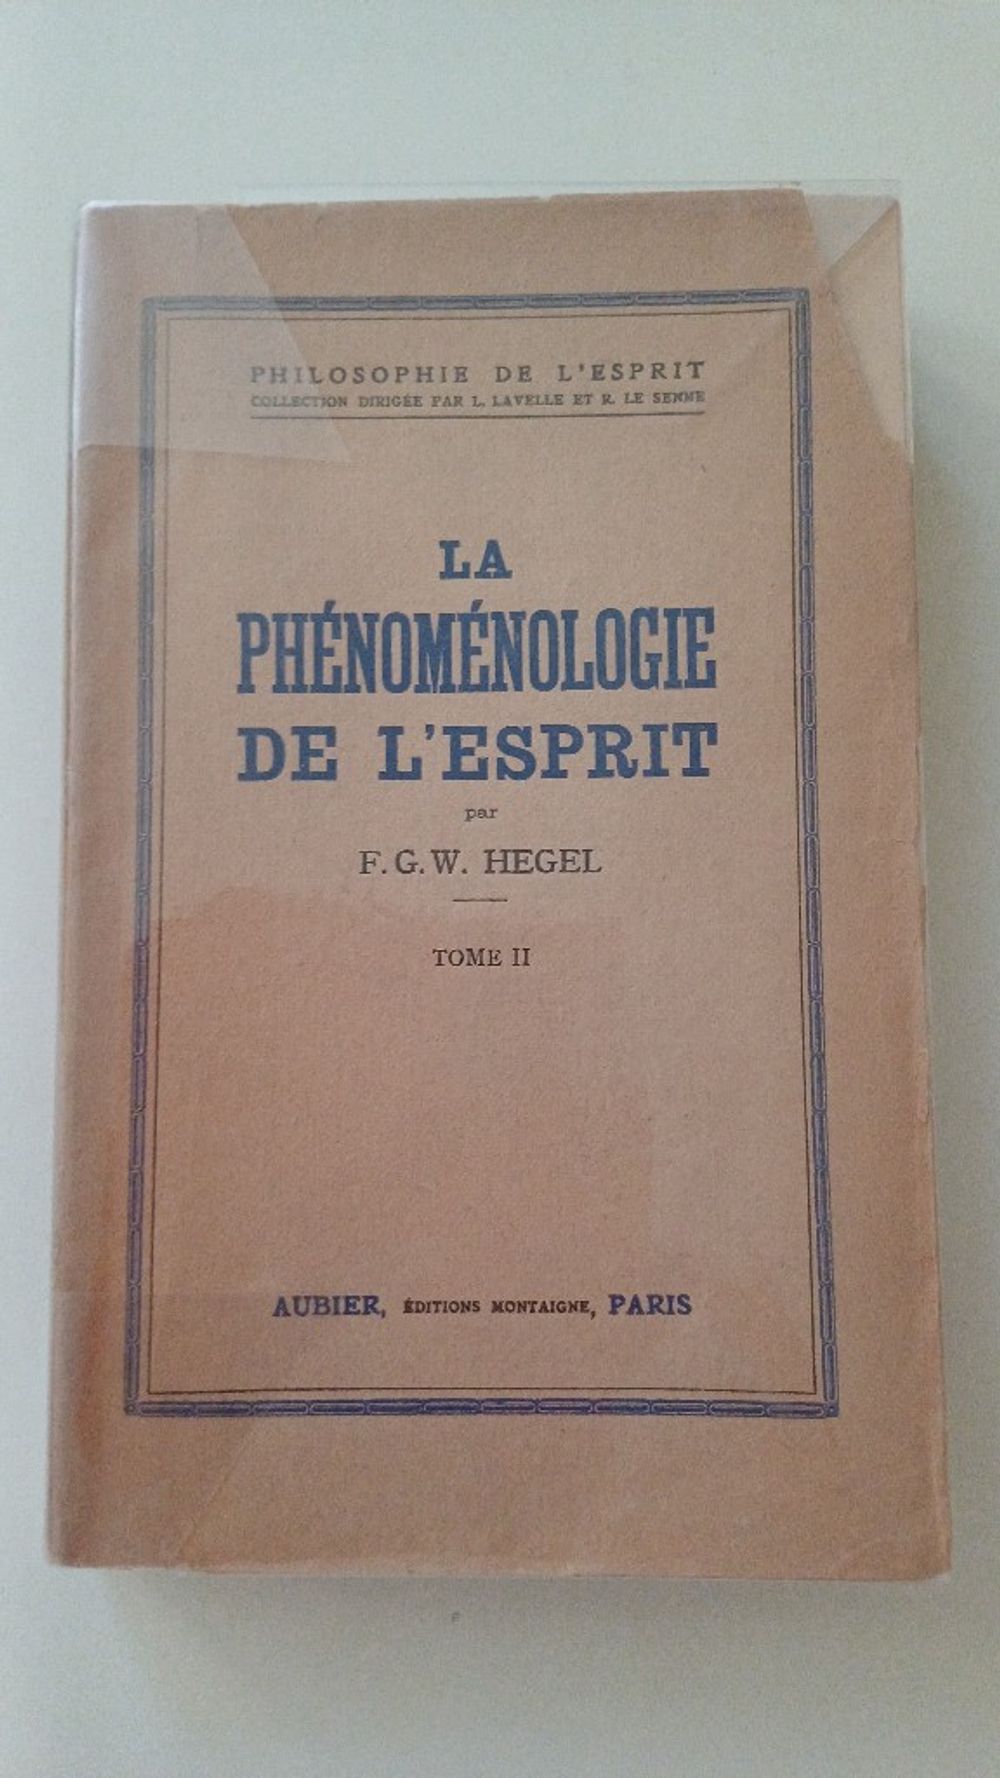 PHILOSOPHIE DE L'ESPRIT
COLLECTION DIRIGÉE PAR L. LAVELLE ET R. LE SENNE
LA
PHÉNOMÉNOLOGIE
DE L'ESPRIT
par
F. G. W. HEGEL
TOME II
AUBIER, ÉDITIONS MONTAIGNE, PARIS